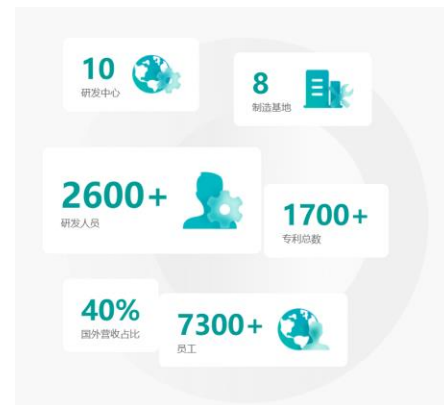 10
研发中心
8
制造基地
2600+
研发人员
1700+
专利总数
40%
国外营收占比
7300+
员工